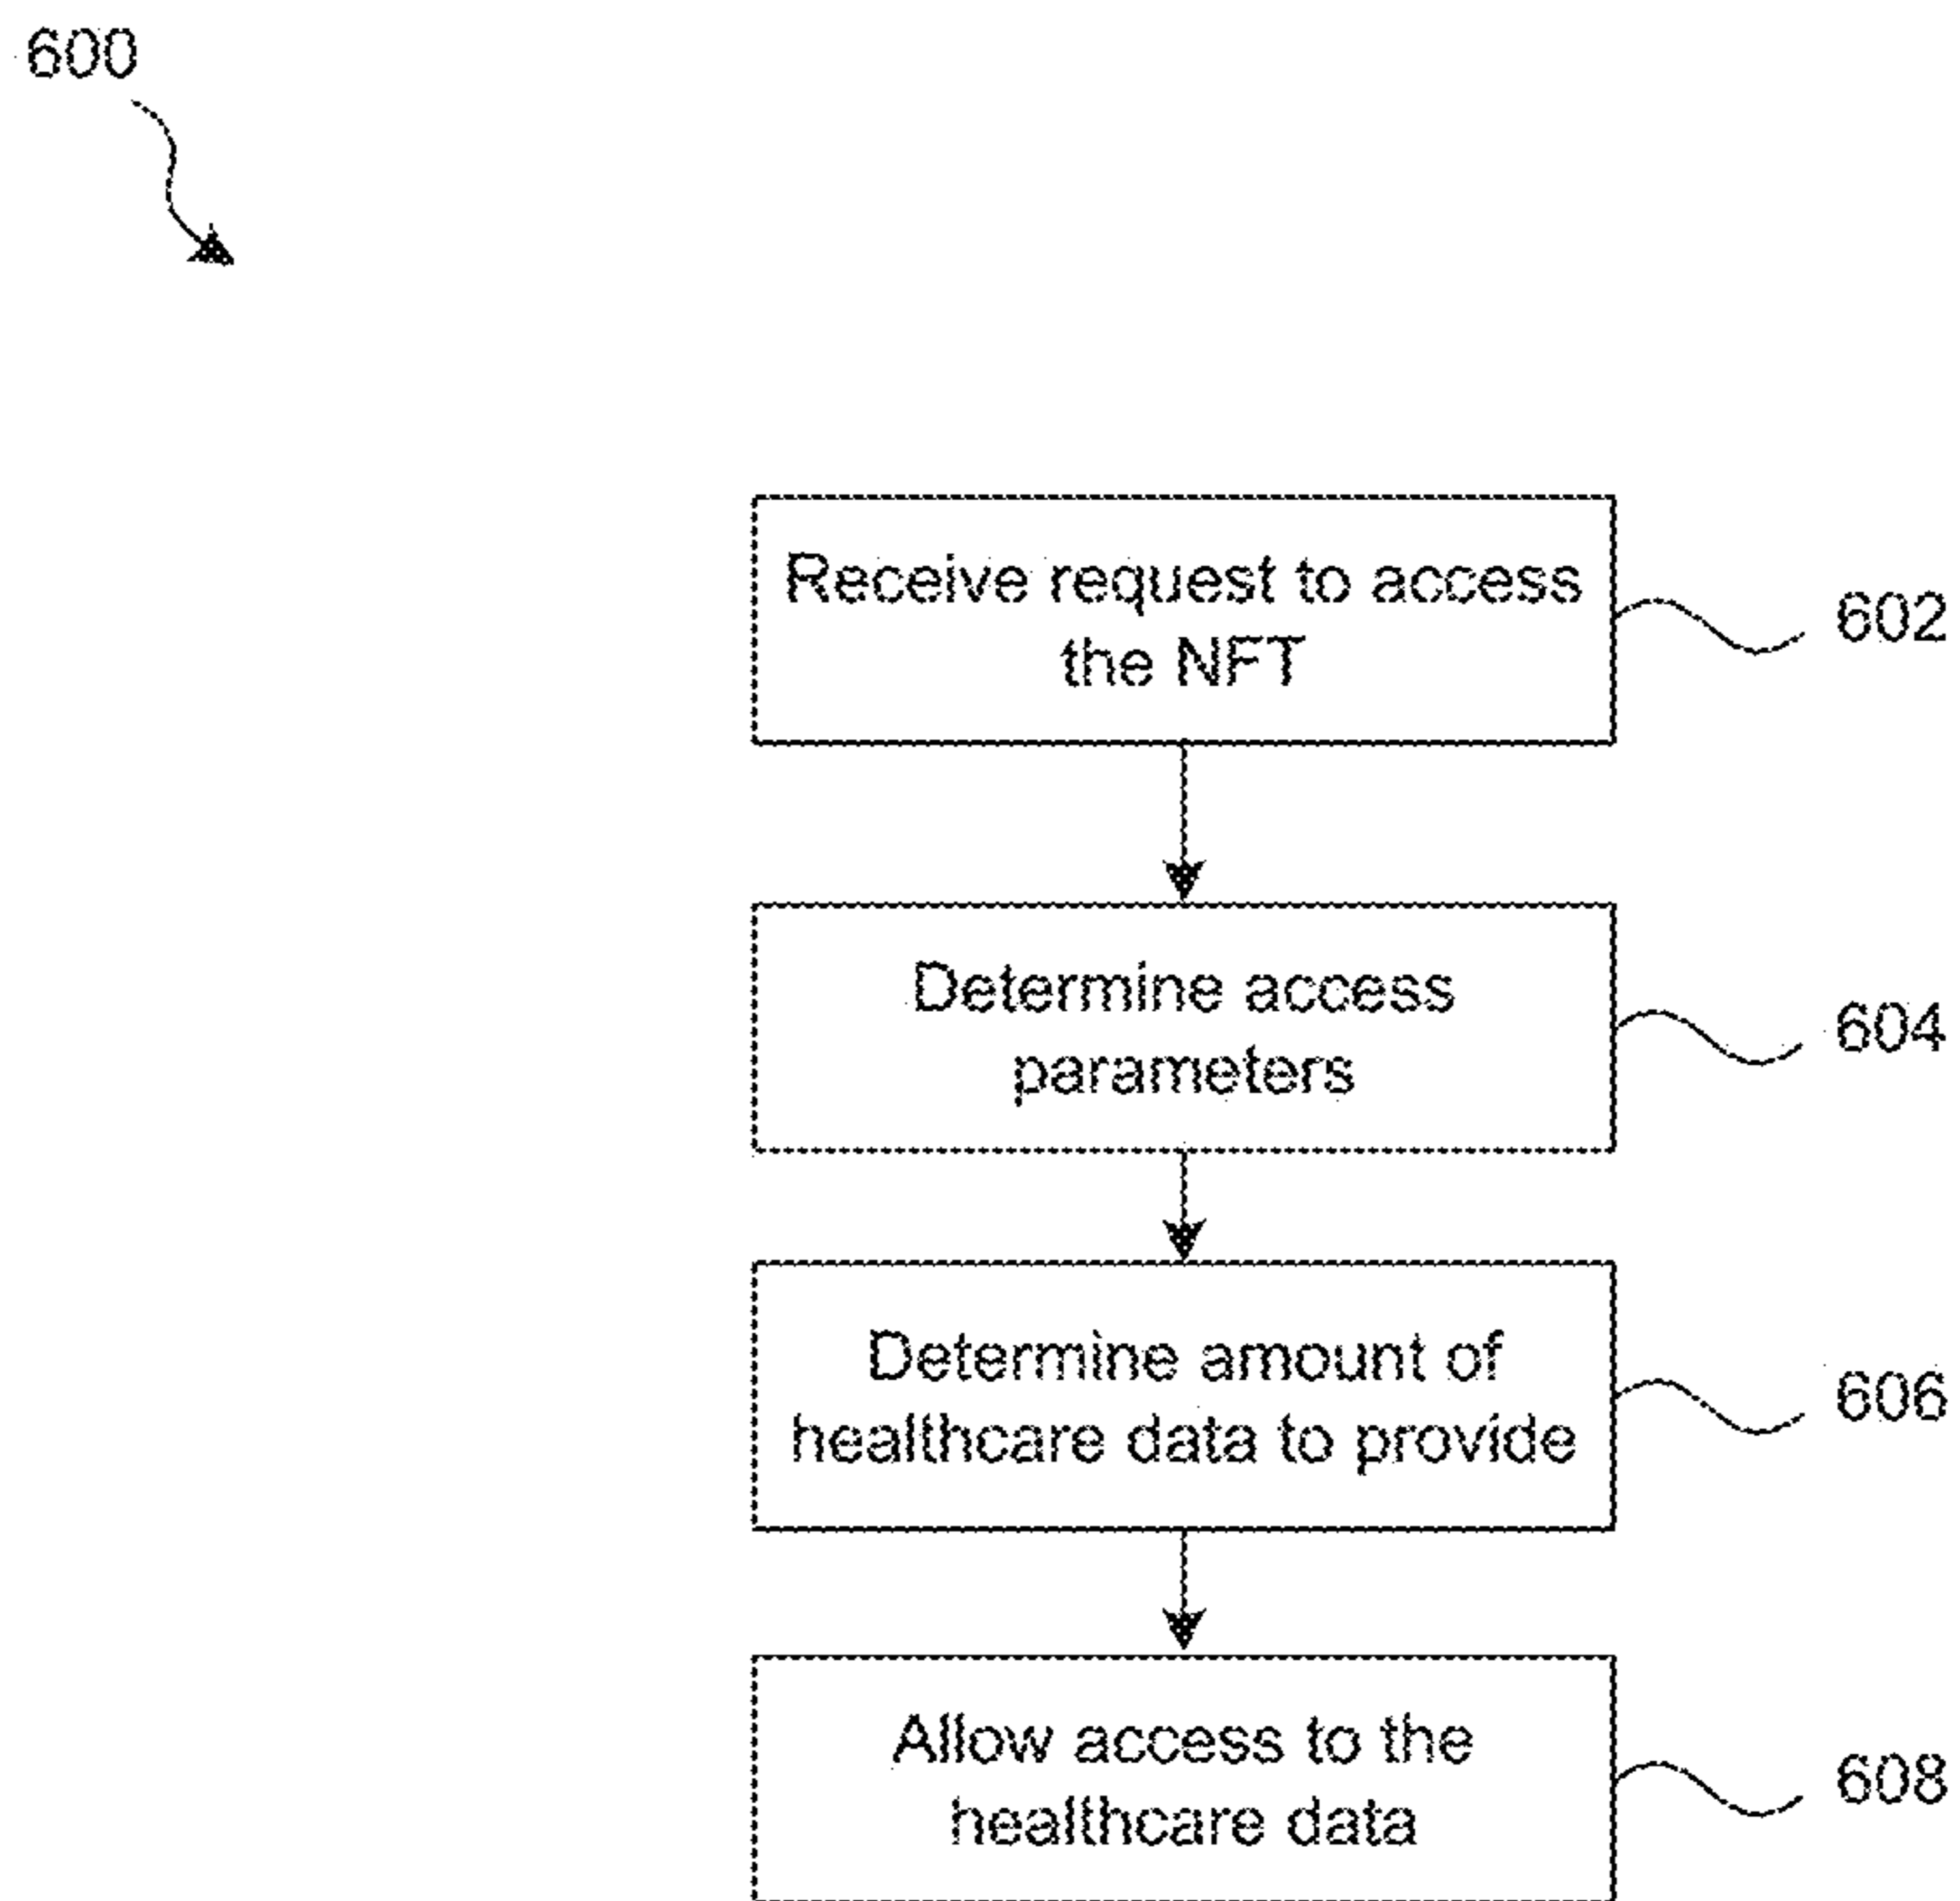 600
Receive request to access
the NFT
602
Determine access
parameters
604
Determine amount of
healthcare data to provide
606
Allow access to the
healthcare data
608